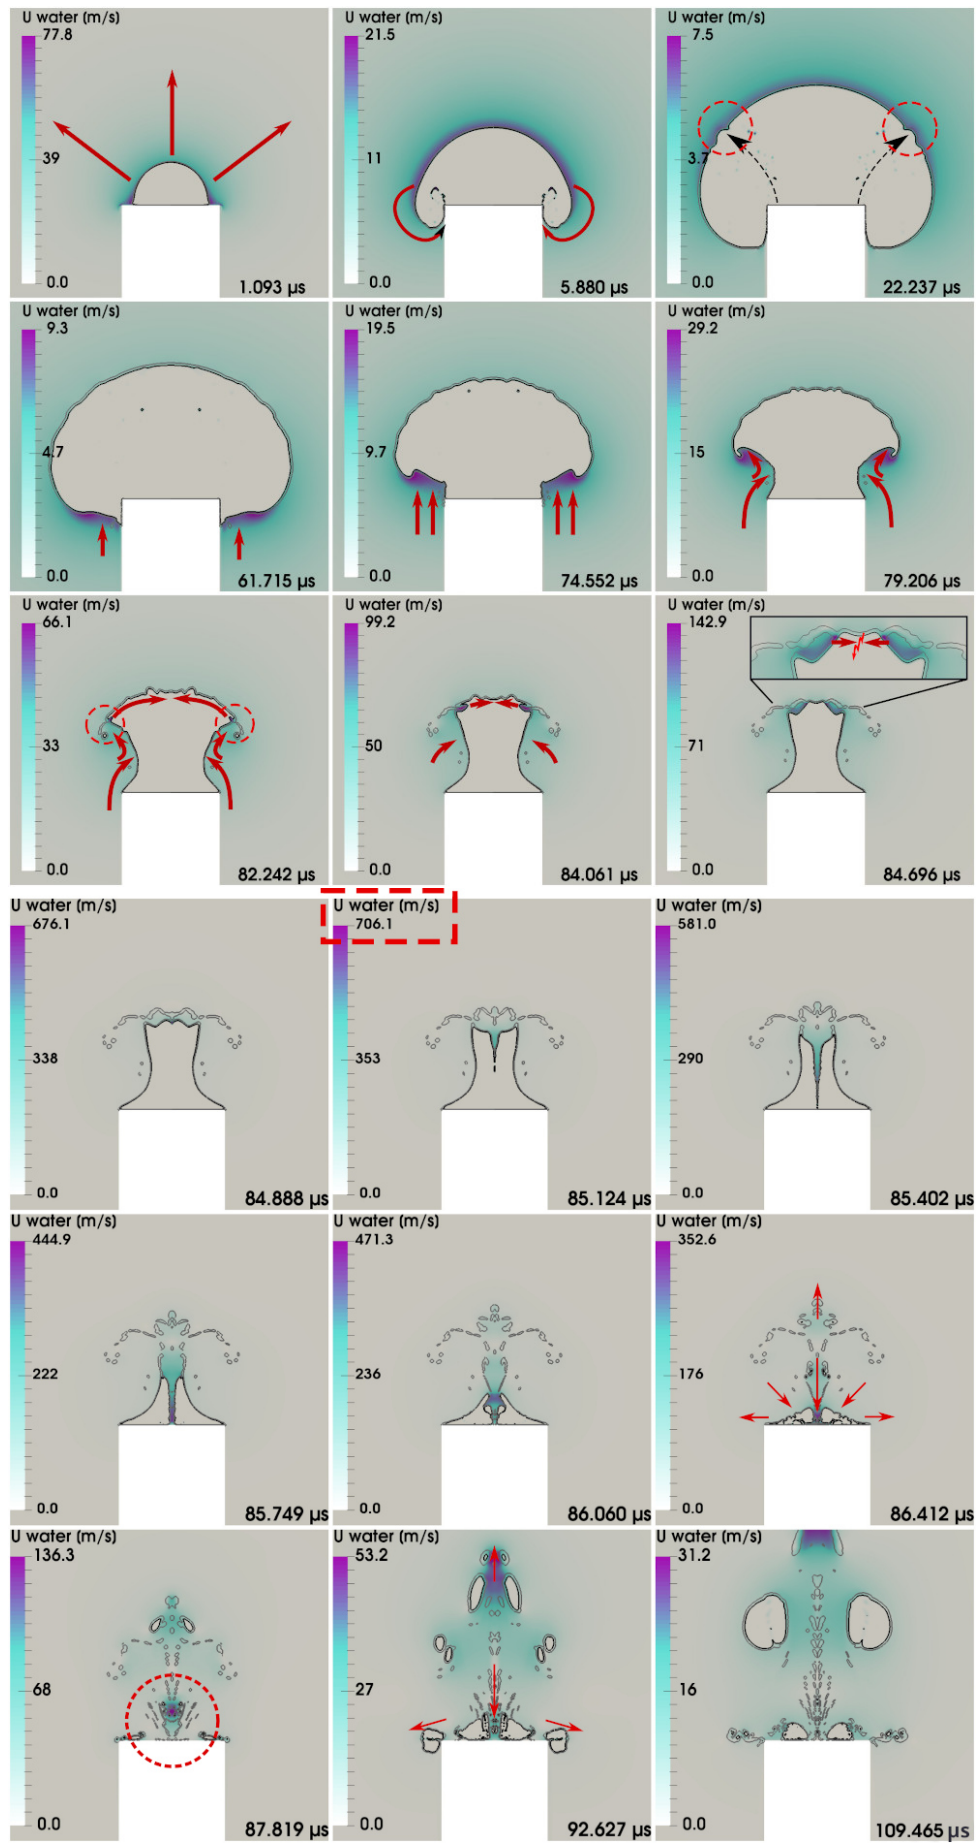 U water (m/s)
77.8
39
0.0
1.093 µs
U water (m/s)
21.5
11
0.0
5.880 µs
U water (m/s)
7.5
3.7
0.0
22.237 µs
U water (m/s)
9.3
4.7
0.0
61.715 µs
U water (m/s)
19.5
9.7
0.0
74.552 µs
U water (m/s)
29.2
15
0.0
79.206 µs
U water (m/s)
66.1
33
0.0
82.242 µs
U water (m/s)
99.2
50
0.0
84.061 µs
U water (m/s)
142.9
71
0.0
84.696 µs
U water (m/s)
676.1
338
0.0
84.888 µs
U water (m/s)
706.1
353
0.0
85.124 µs
U water (m/s)
581.0
290
0.0
85.402 µs
U water (m/s)
444.9
222
0.0
85.749 µs
U water (m/s)
471.3
236
0.0
86.060 µs
U water (m/s)
352.6
176
0.0
86.412 µs
U water (m/s)
136.3
68
0.0
87.819 µs
U water (m/s)
53.2
27
0.0
92.627 µs
U water (m/s)
31.2
16
0.0
109.465 µs